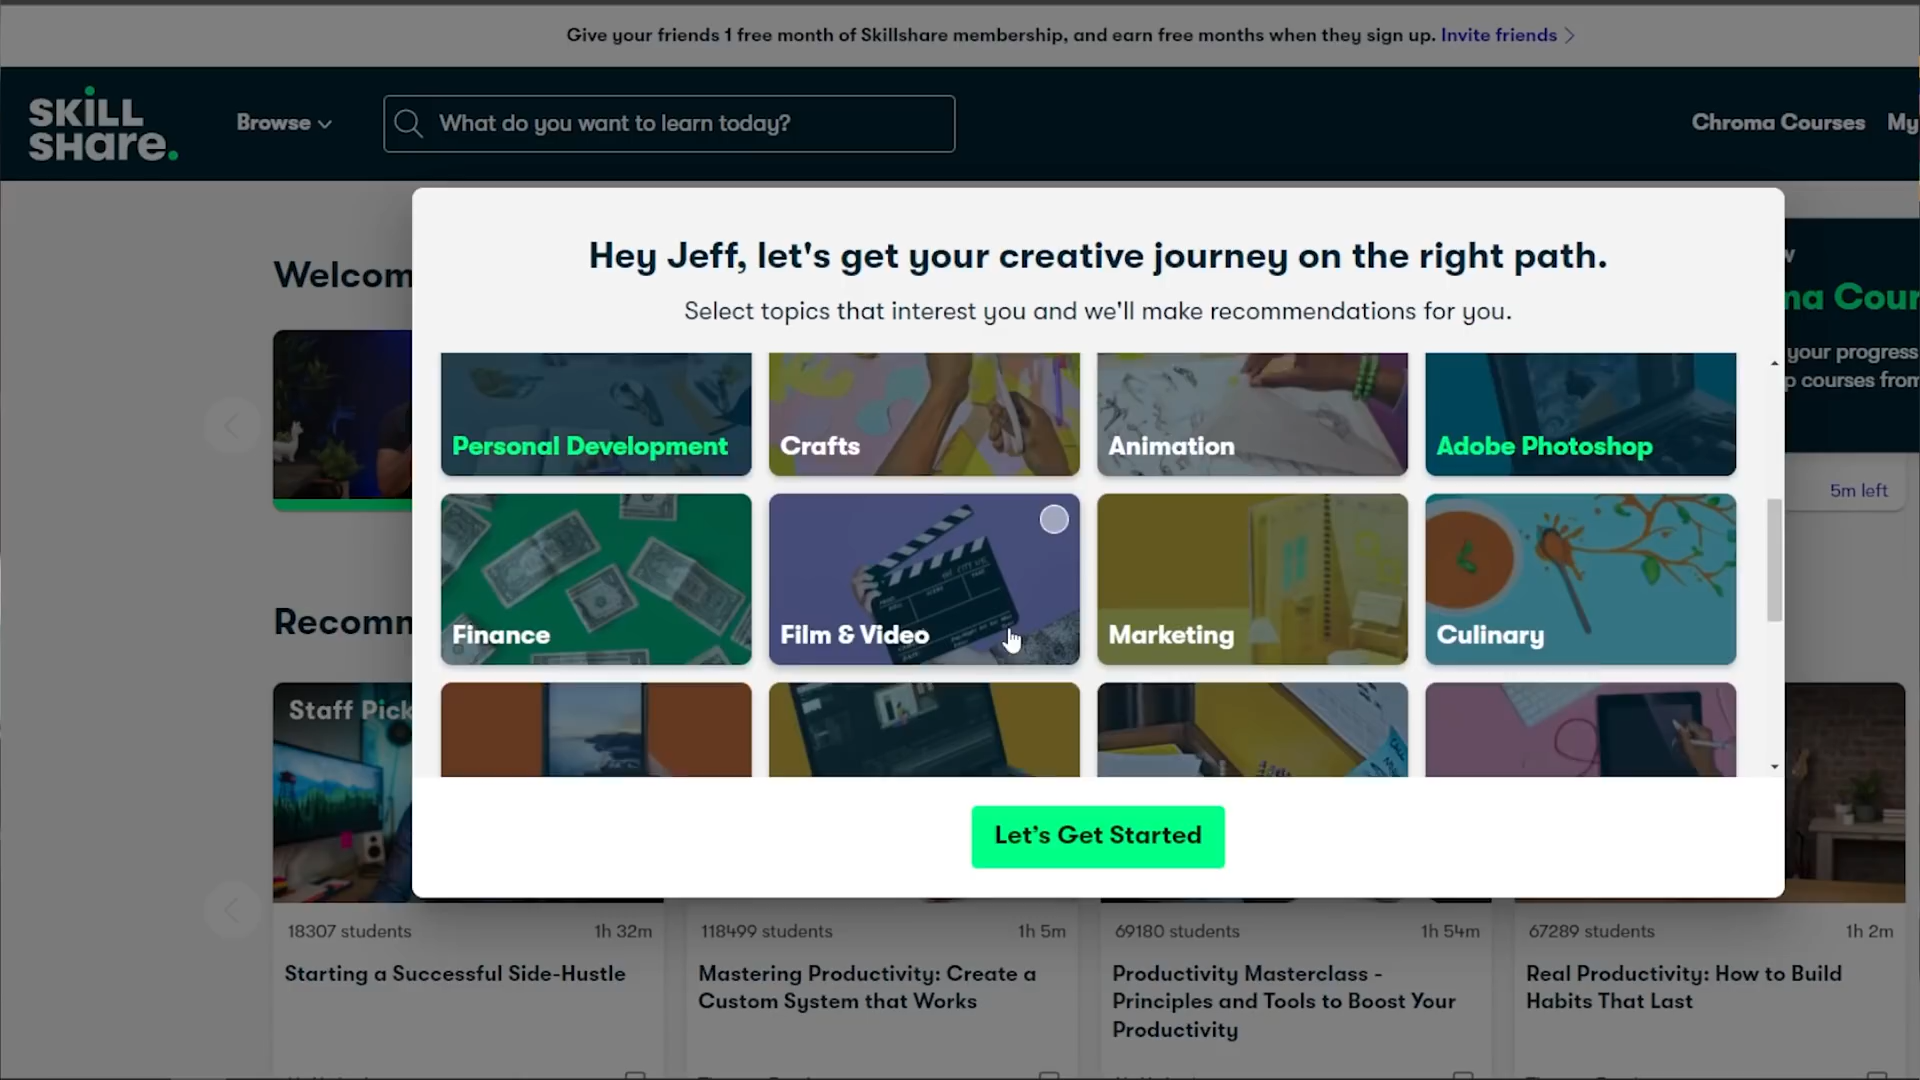 Give your friends 1 free month of Skillshare membership, and earn free months when they sign up. Invite friends >
SKILL
SHare.
Browse
What do you want to learn today?
Chroma Courses
My
Hey Jeff, let's get your creative journey on the right path.
Select topics that interest you and we'll make recommendations for you.
Welcom
ma Cour
your progress
p courses from
Personal Development
Crafts
Animation
Adobe Photoshop
5m left
Finance
Film & Video
Marketing
Culinary
Recomm
Staff Pick
Let's Get Started
18307 students
1h 32m
118499 students
1h 5m
69180 students
1h 54m
67289 students
1h 2m
Starting a Successful Side-Hustle
Mastering Productivity: Create a
Custom System that Works
Productivity Masterclass -
Principles and Tools to Boost Your
Productivity
Real Productivity: How to Build
Habits That Last